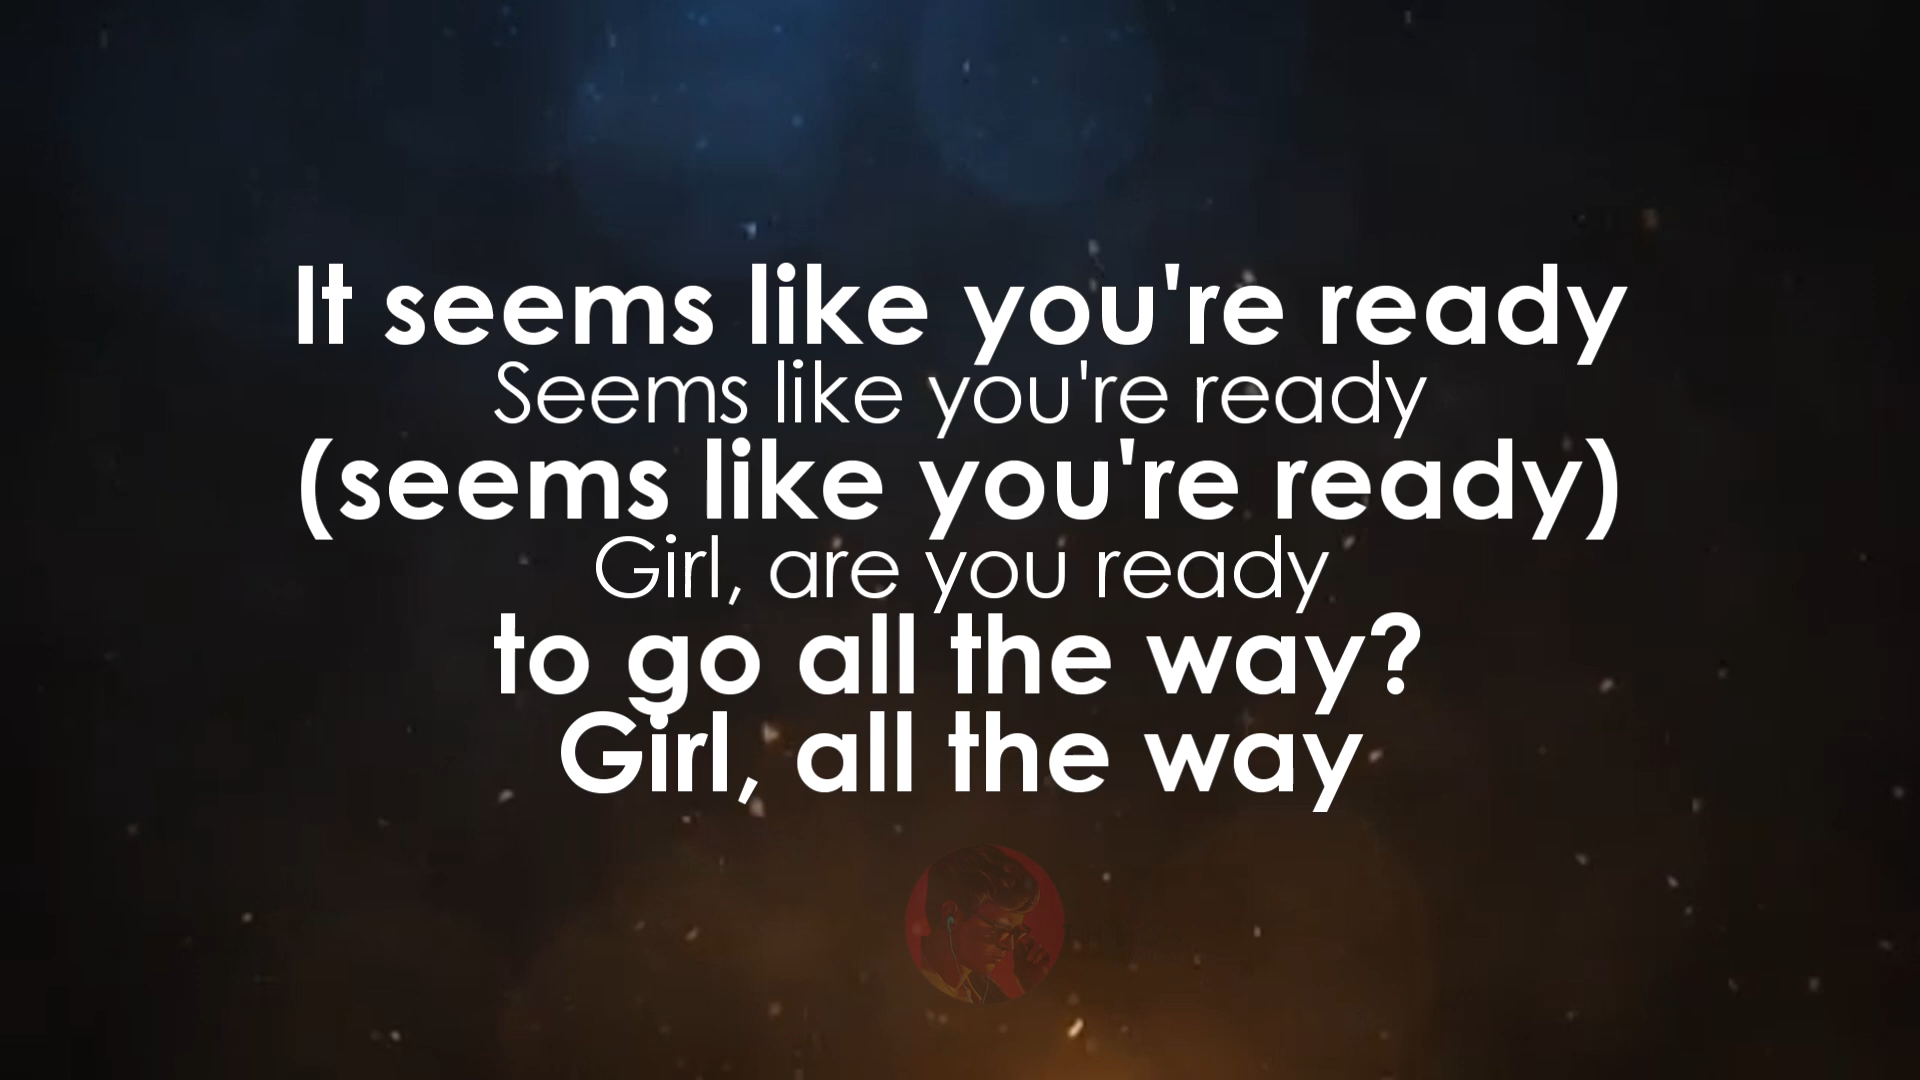 It seems like you're ready
Seems like you're ready
(seems like you're ready)
Girl, are you ready
to go all the way?
Girl, all the way